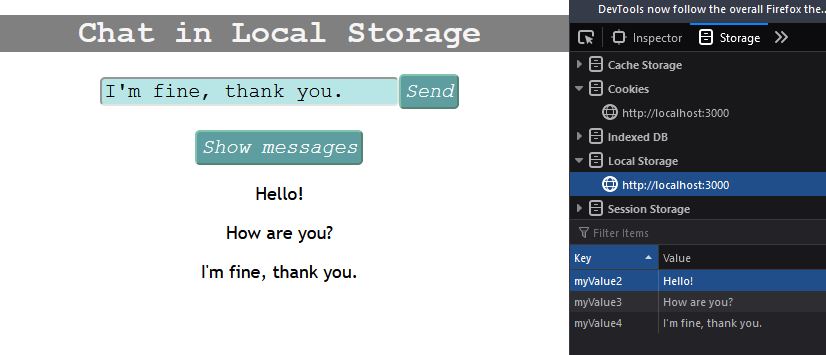 Chat in Local Storage
I'm fine, thank you. Send
Show messages
Hello!
How are you?
I'm fine, thank you.
DevTools now follow the overall Firefox the...
Inspector Storage
Cache Storage
Cookies
http://localhost:3000
Indexed DB
Local Storage
http://localhost:3000
Session Storage
Filter Items
Key Value
myValue2 Hello!
myValue3 How are you?
myValue4 I'm fine, thank you.